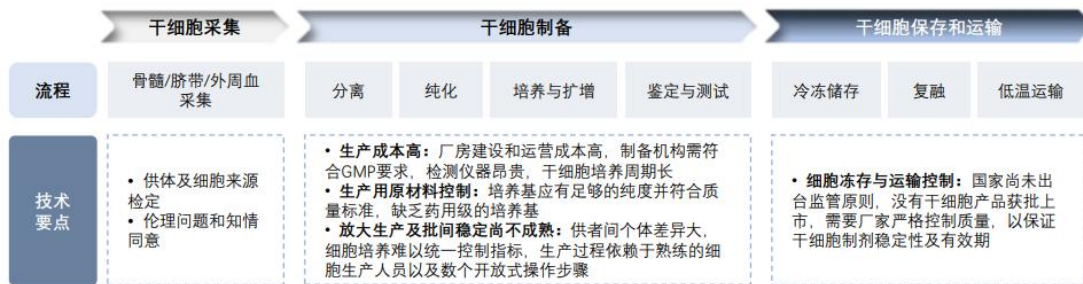 干细胞采集
干细胞制备
干细胞保存和运输
流程
骨髓/脐带/外周血
采集
分离
纯化
培养与扩增
鉴定与测试
冷冻储存
复融
低温运输
技术
要点
• 供体及细胞来源
检定
• 伦理问题和知情
同意
• 生产成本高：厂房建设和运营成本高，制备机构需符
合GMP要求，检测仪器昂贵，干细胞培养周期长
• 生产用原材料控制：培养基应有足够的纯度并符合质
量标准，缺乏药用级的培养基
• 放大生产及批间稳定尚不成熟：供者间个体差异大，
细胞培养难以统一控制指标，生产过程依赖于熟练的细
胞生产人员以及数个开放式操作步骤
• 细胞冻存与运输控制：国家尚未出
台监管原则，没有干细胞产品获批上
市，需要厂家严格控制质量，以保证
干细胞制剂稳定性及有效期